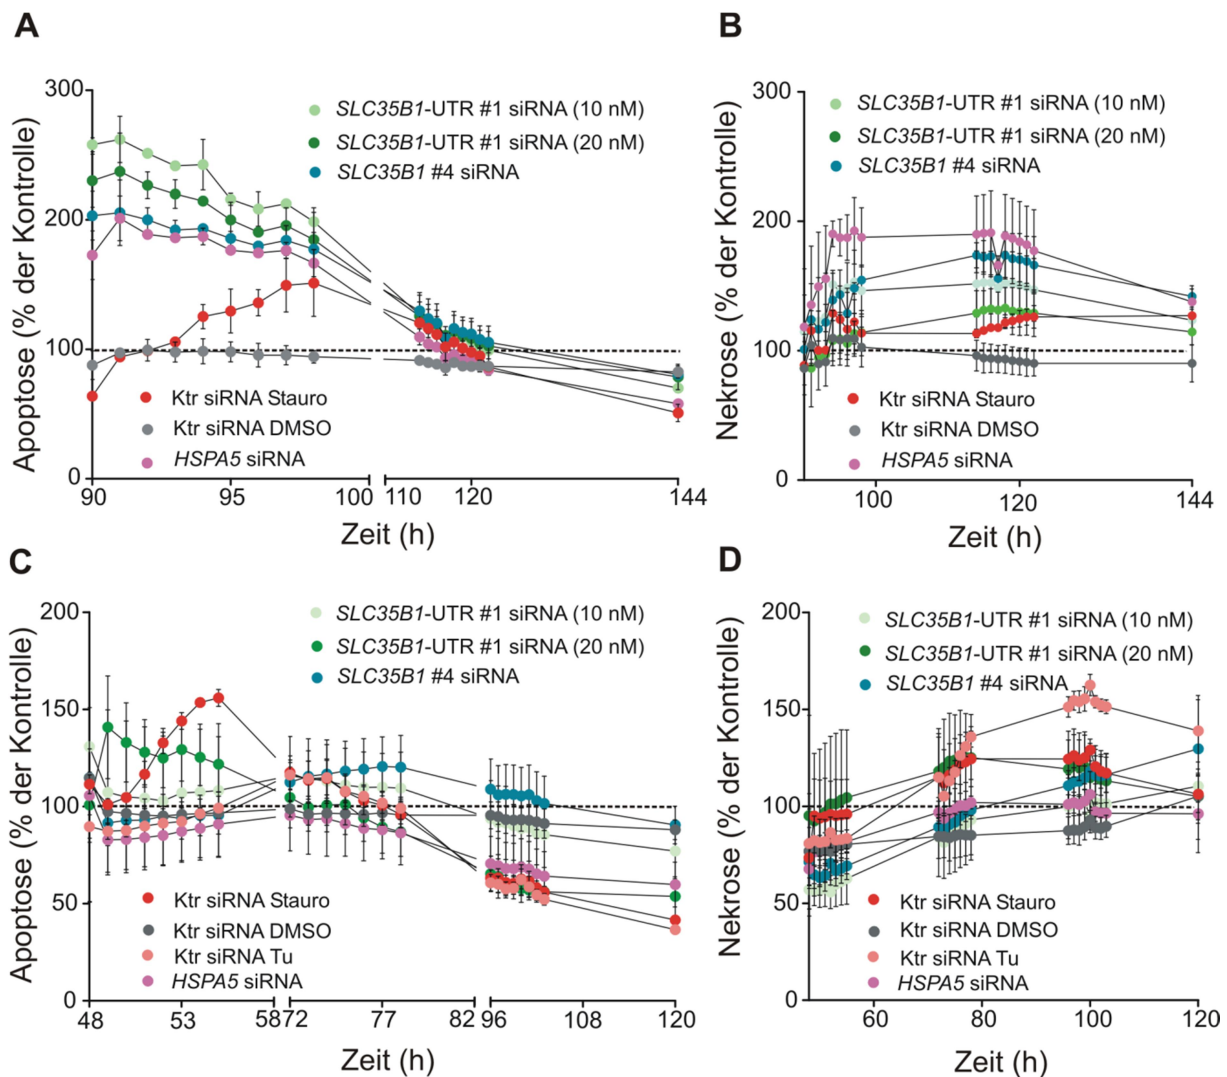 A
Apoptose (% der Kontrolle)
300
200
100
0
SLC35B1-UTR #1 siRNA (10 nM)
SLC35B1-UTR #1 siRNA (20 nM)
SLC35B1 #4 siRNA
Ktr siRNA Stauro
Ktr siRNA DMSO
HSPA5 siRNA
90
95
100
110
120
144
Zeit (h)
B
Nekrose (% der Kontrolle)
300
200
100
0
SLC35B1-UTR #1 siRNA (10 nM)
SLC35B1-UTR #1 siRNA (20 nM)
SLC35B1 #4 siRNA
Ktr siRNA Stauro
Ktr siRNA DMSO
HSPA5 siRNA
100
120
144
Zeit (h)
C
Apoptose (% der Kontrolle)
200
150
100
50
0
SLC35B1-UTR #1 siRNA (10 nM)
SLC35B1-UTR #1 siRNA (20 nM)
SLC35B1 #4 siRNA
Ktr siRNA Stauro
Ktr siRNA DMSO
Ktr siRNA Tu
HSPA5 siRNA
48
53
58
72
77
82
96
108
120
Zeit (h)
D
Nekrose (% der Kontrolle)
200
150
100
50
0
SLC35B1-UTR #1 siRNA (10 nM)
SLC35B1-UTR #1 siRNA (20 nM)
SLC35B1 #4 siRNA
Ktr siRNA Stauro
Ktr siRNA DMSO
Ktr siRNA Tu
HSPA5 siRNA
60
80
100
120
Zeit (h)